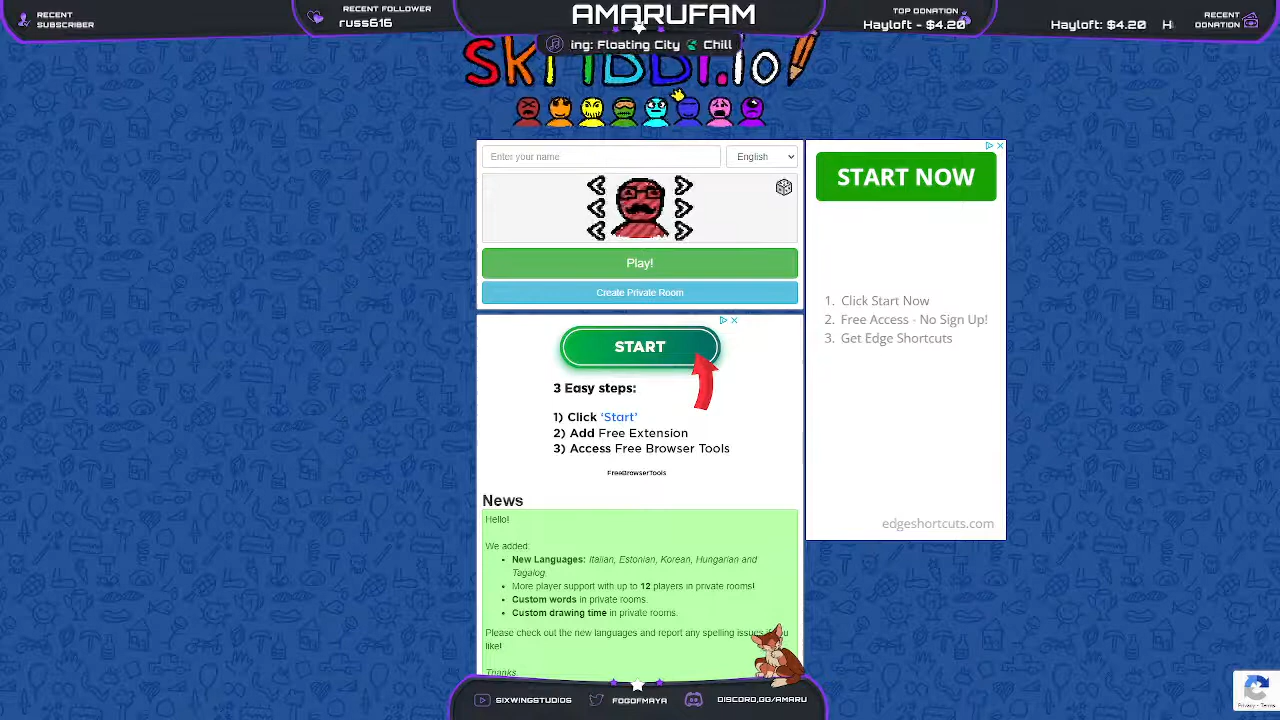 RECENT
SUBSCRIBER
RECENT FOLLOWER
russ616
AMARUFAM
TOP DONATION
Hayloft - $4.20
Hayloft: $4.20 H
RECENT
DONATION
ing: Floating City Chill
skribbl.io
Enter your name
English
Play!
Create Private Room
START NOW
1. Click Start Now
2. Free Access - No Sign Up!
3. Get Edge Shortcuts
edgeshortcuts.com
START
3 Easy steps:
1) Click 'Start'
2) Add Free Extension
3) Access Free Browser Tools
FreeBrowserTools
News
Hello!
We added:
• New Languages: Italian, Estonian, Korean, Hungarian and
Tagalog
• More player support with up to 12 players in private rooms!
• Custom words in private rooms.
• Custom drawing time in private rooms.
Please check out the new languages and report any spelling issues if you
like!
Thanks
SIXWINGSTUDIOS
FOGOFMAYA
DISCORD.GG/AMARU
Privacy - Terms